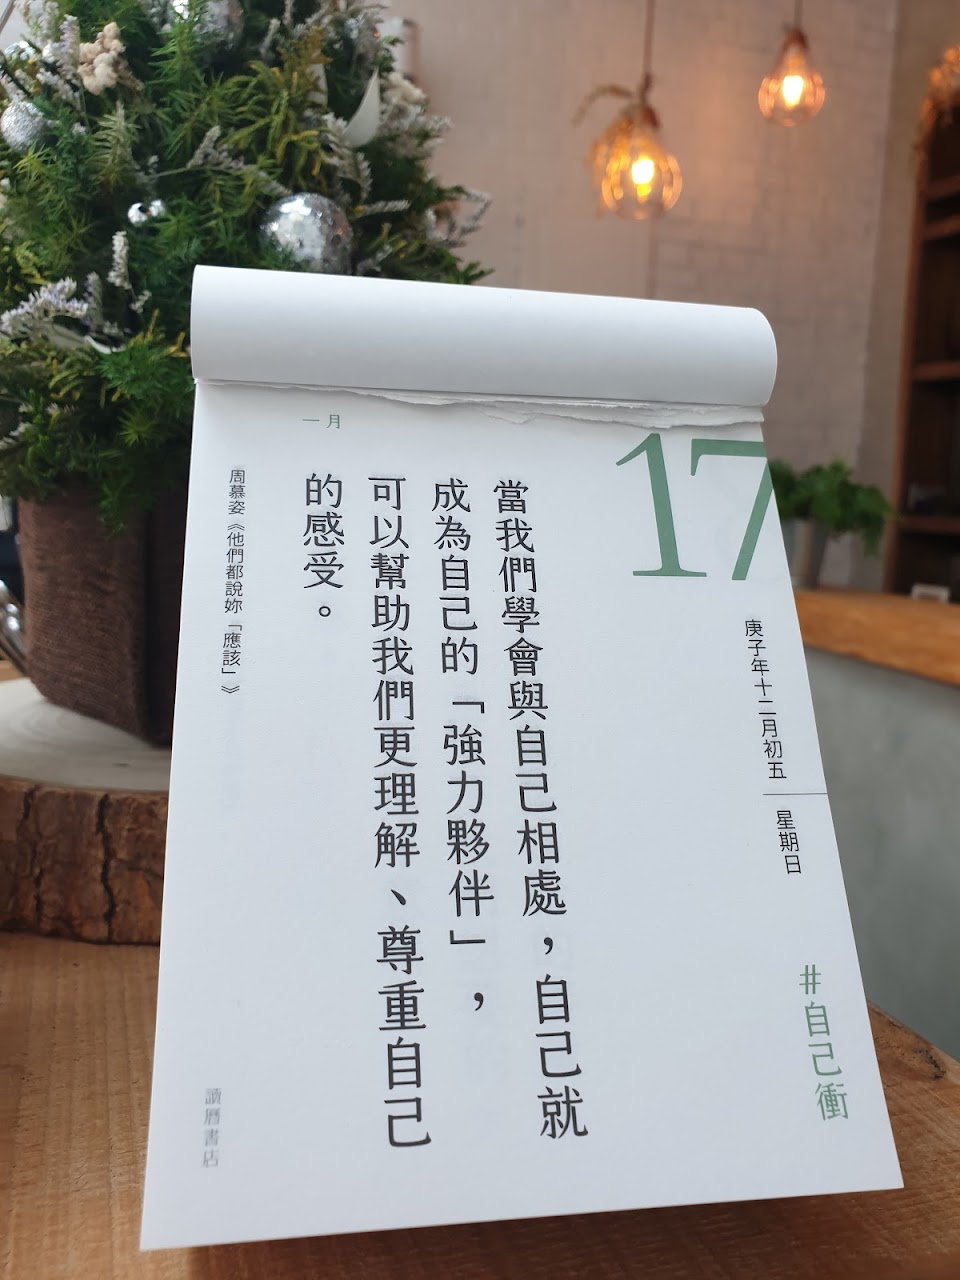 17
一月
庚子年十二月初五
星期日
#自己衝
當我們學會與自己相處，自己就
成為自己的「強力夥伴」，
可以幫助我們更理解、尊重自己
的感受。
周慕姿《他們都說妳「應該」》
讀曆書店